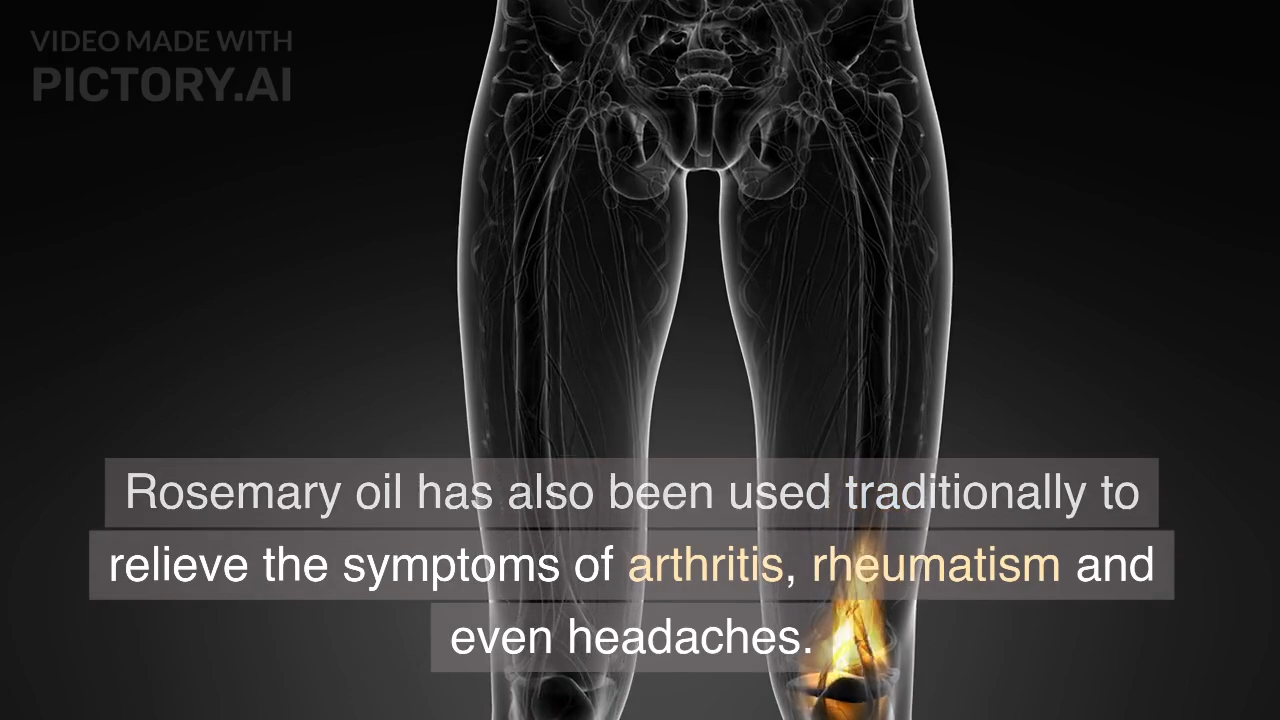 VIDEO MADE WITH
PICTORY.AI
Rosemary oil has also been used traditionally to
relieve the symptoms of arthritis, rheumatism and
even headaches.